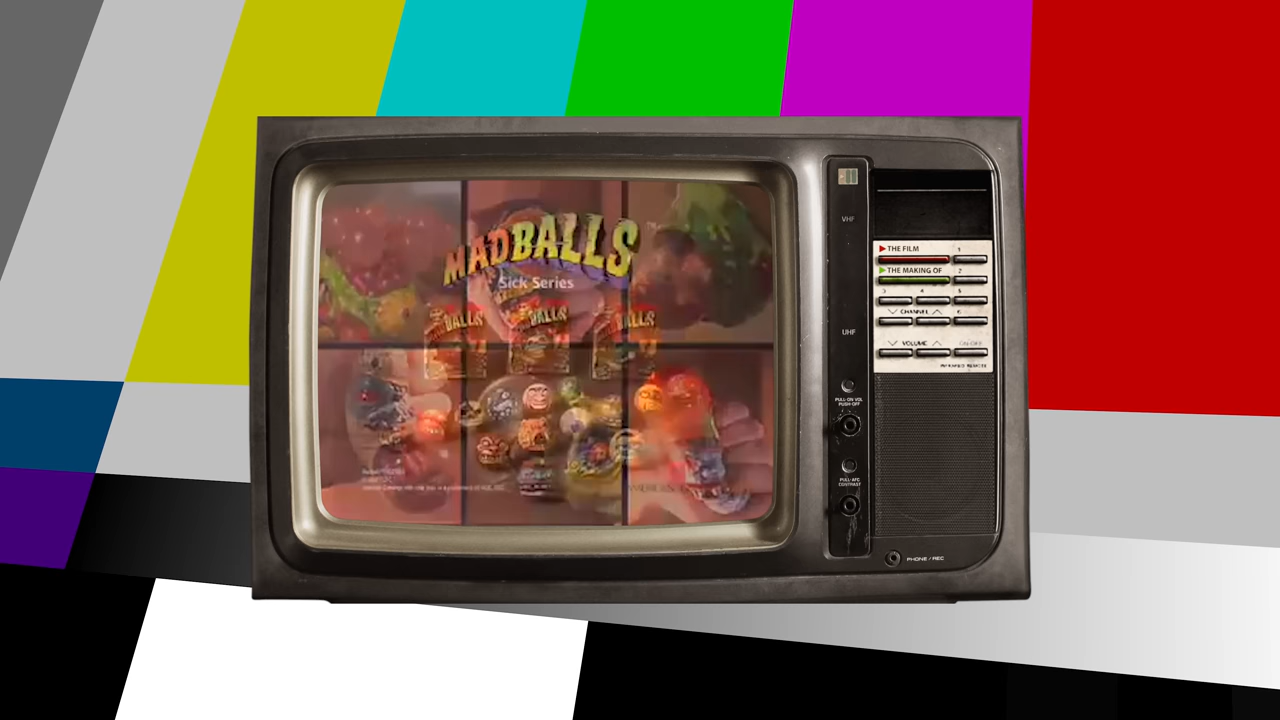 MADBALLS
™
Sick Series
BALLS
BALLS
BALLS
VHF
UHF
THE FILM
1
THE MAKING OF
2
3 4 5
CHANNEL 6
VOLUME ON/OFF
INFRARED REMOTE
PULL-ON VOL
PUSH-OFF
PULL-AFC
CONTRAST
PHONE / REC